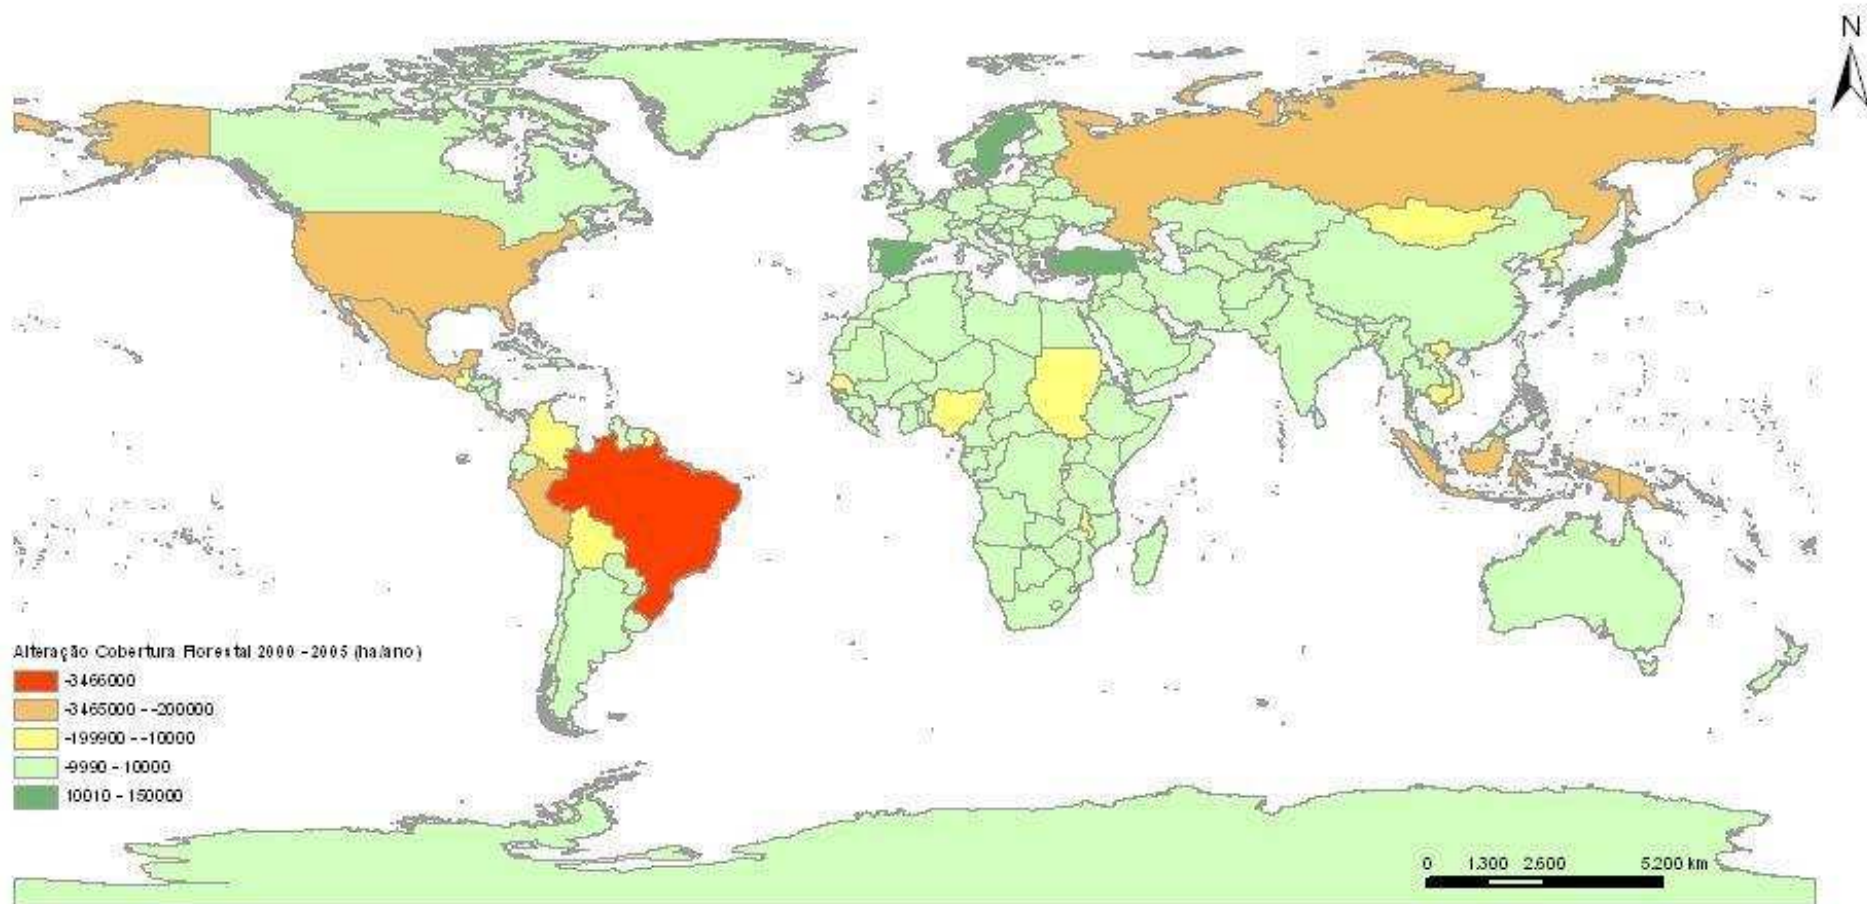 N
Alteração Cobertura Florestal 2000 - 2005 (ha/ano)
-3466000
-3465000 - -200000
-199900 - -10000
-9990 - 10000
10010 - 150000
0 1.300 2.600 5.200 km